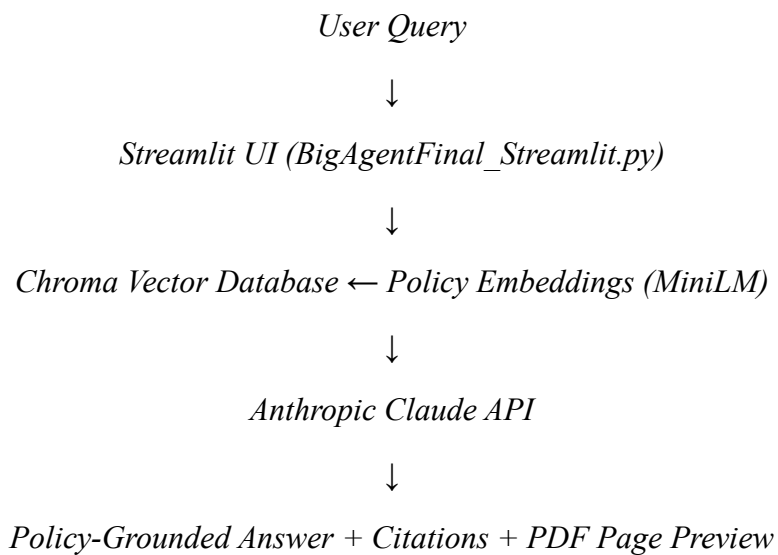 User Query
↓
Streamlit UI (BigAgentFinal_Streamlit.py)
↓
Chroma Vector Database ← Policy Embeddings (MiniLM)
↓
Anthropic Claude API
↓
Policy-Grounded Answer + Citations + PDF Page Preview